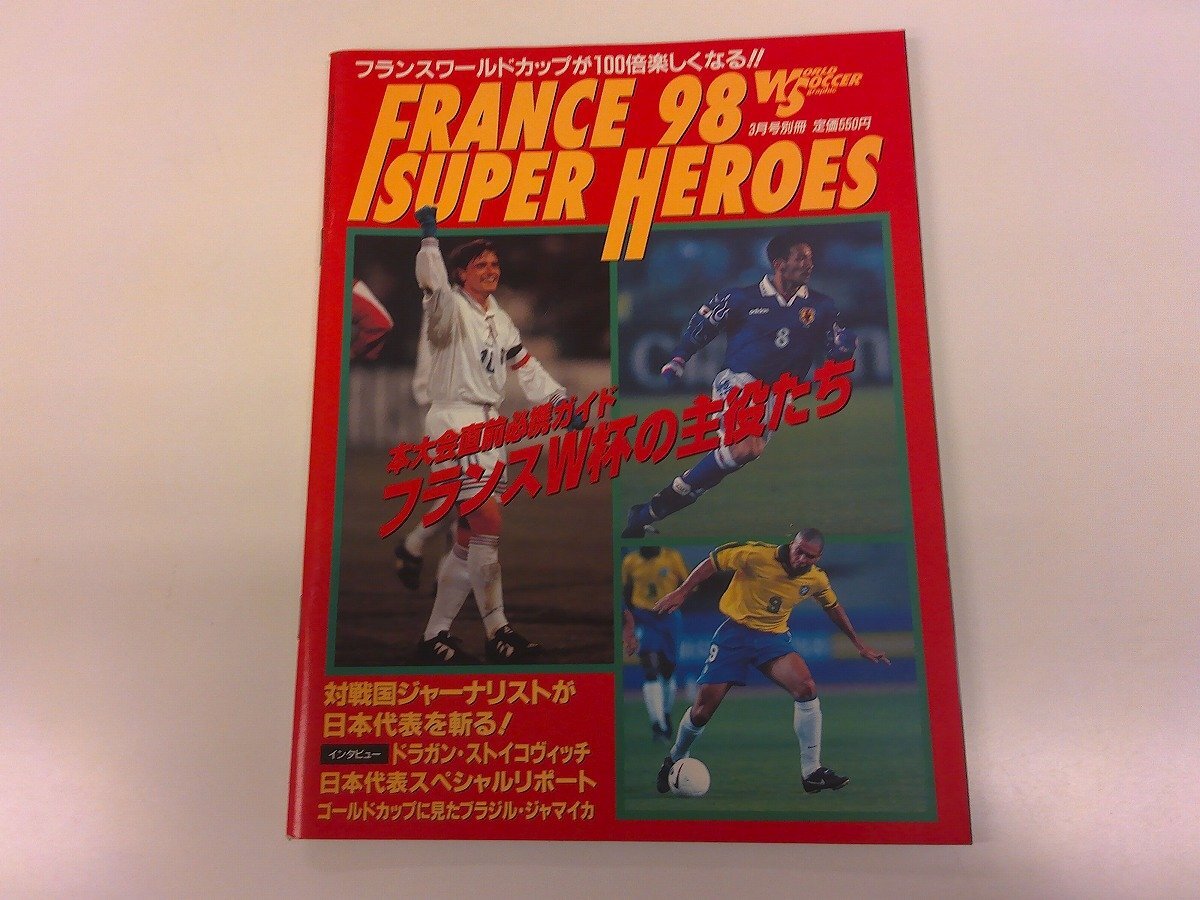 フランスワールドカップが100倍楽しくなる!!
FRANCE 98
WORLD SOCCER graphic
3月号別冊 定価550円
SUPER HEROES
adidas
8
本大会直前必携ガイド
フランスW杯の主役たち
9
9
対戦国ジャーナリストが
日本代表を斬る!
インタビュー ドラガン・ストイコヴィッチ
日本代表スペシャルリポート
ゴールドカップに見たブラジル・ジャマイカ